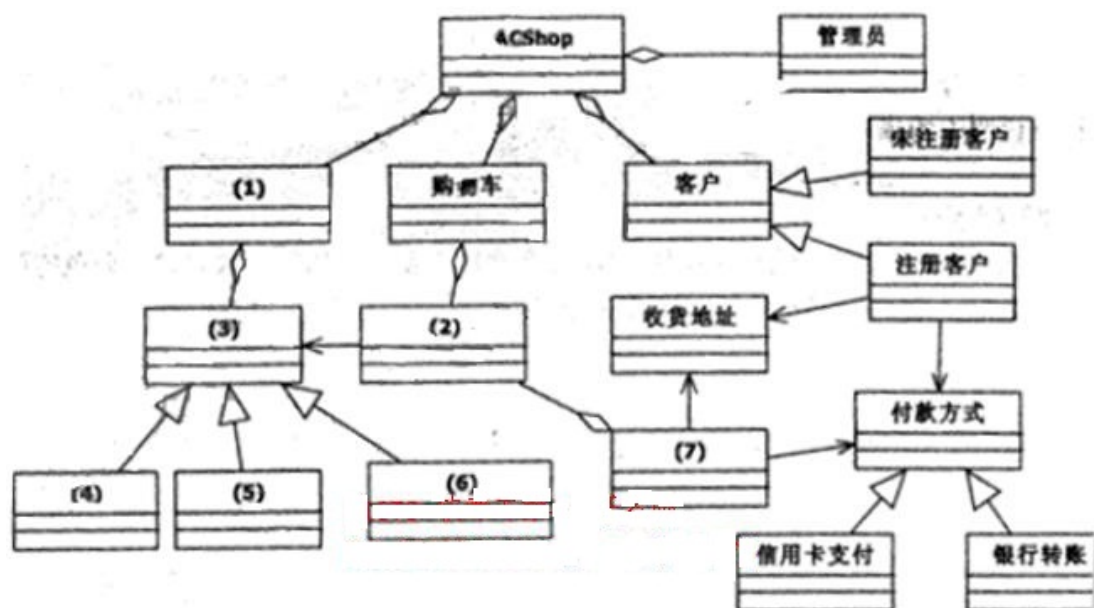 ACShop
管理员
未注册客户
(1)
购物车
客户
注册客户
收货地址
(3)
(2)
付款方式
(7)
(4)
(5)
(6)
信用卡支付
银行转账